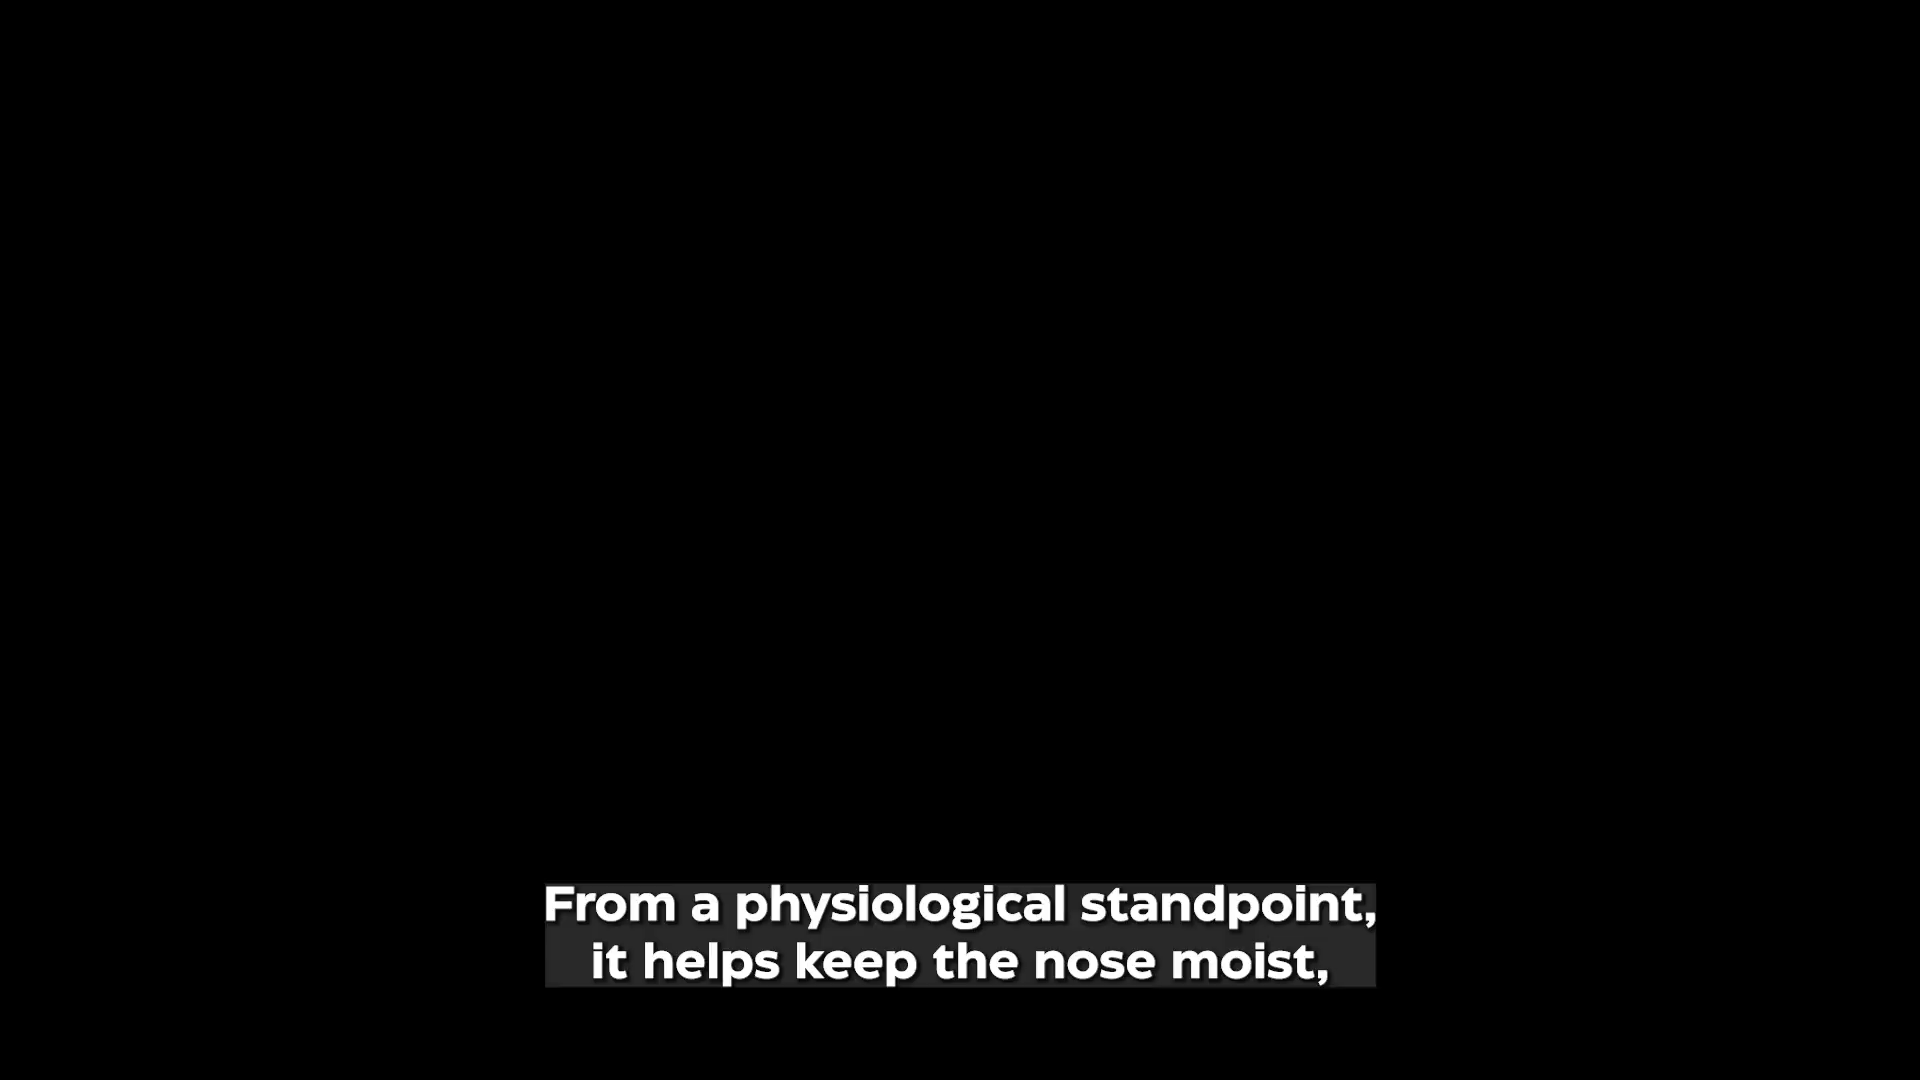 From a physiological standpoint,
it helps keep the nose moist,